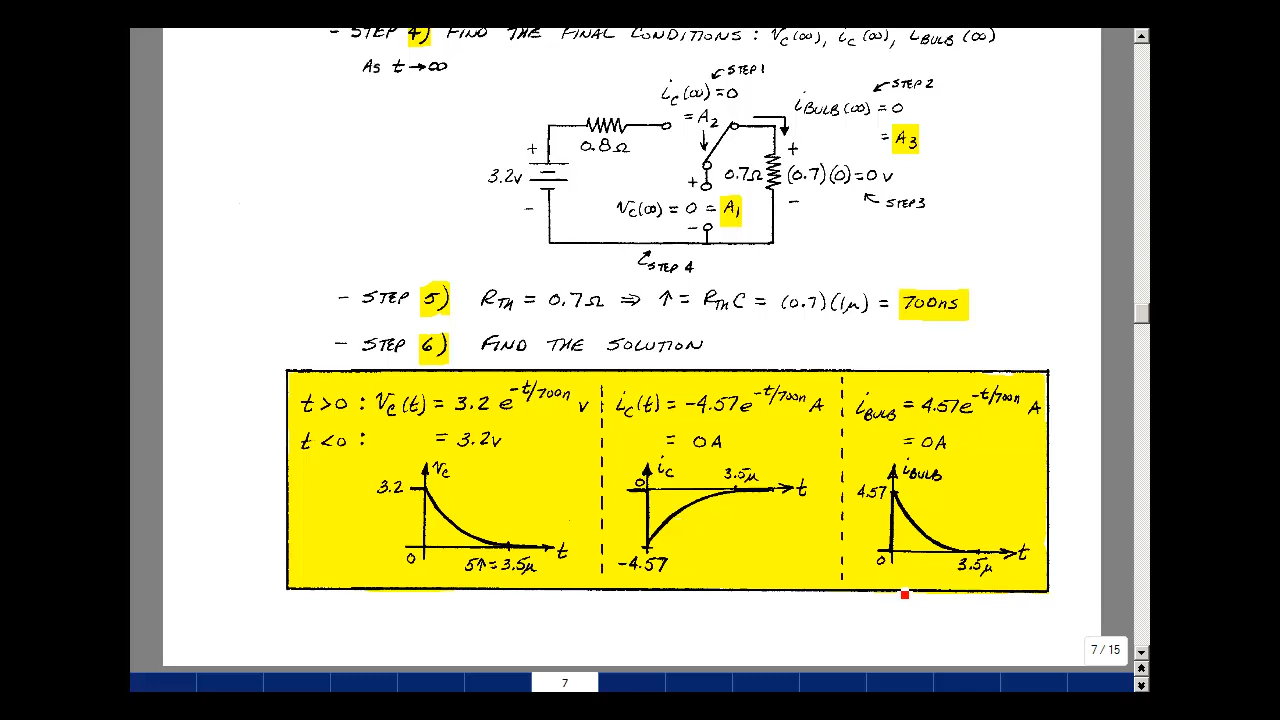 - STEP 4) FIND THE FINAL CONDITIONS : Vc(∞), ic(∞), iBULB(∞)
As t→∞
ic(∞) = 0
STEP 1
= A2
iBULB(∞) = 0
STEP 2
= A3
0.8Ω
+
3.2V
-
0.7Ω
+
(0.7)(0)=0 V
-
STEP 3
+
Vc(∞) = 0 = A1
-
STEP 4
- STEP 5) RTH = 0.7Ω ⇒ τ = RTH C = (0.7)(1μ) = 700ns
- STEP 6) FIND THE SOLUTION
t>0 : Vc(t) = 3.2 e^-t/700n V
t<0 : = 3.2V
Vc
3.2
0
5τ=3.5μ
t
ic(t) = -4.57e^-t/700n A
= 0A
ic
0
3.5μ
t
-4.57
iBULB = 4.57e^-t/700n A
= 0A
iBULB
4.57
0
3.5μ
t
7 / 15
7